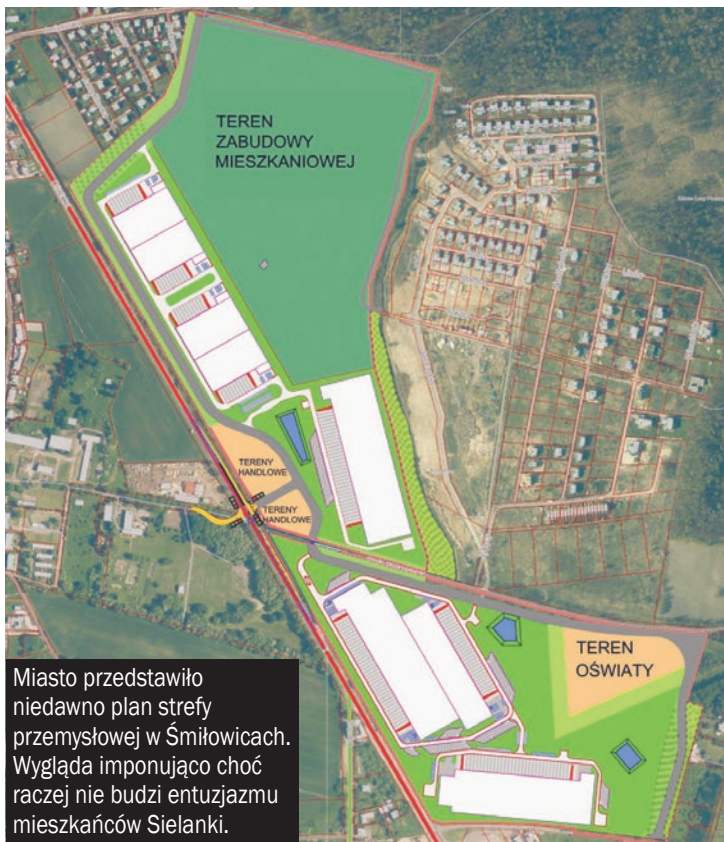 TEREN
ZABUDOWY
MIESZKANIOWEJ
TERENY
HANDLOWE
TERENY
HANDLOWE
TEREN
OŚWIATY
Miasto przedstawiło
niedawno plan strefy
przemysłowej w Śmiłowicach.
Wygląda imponująco choć
raczej nie budzi entuzjazmu
mieszkańców Sielanki.